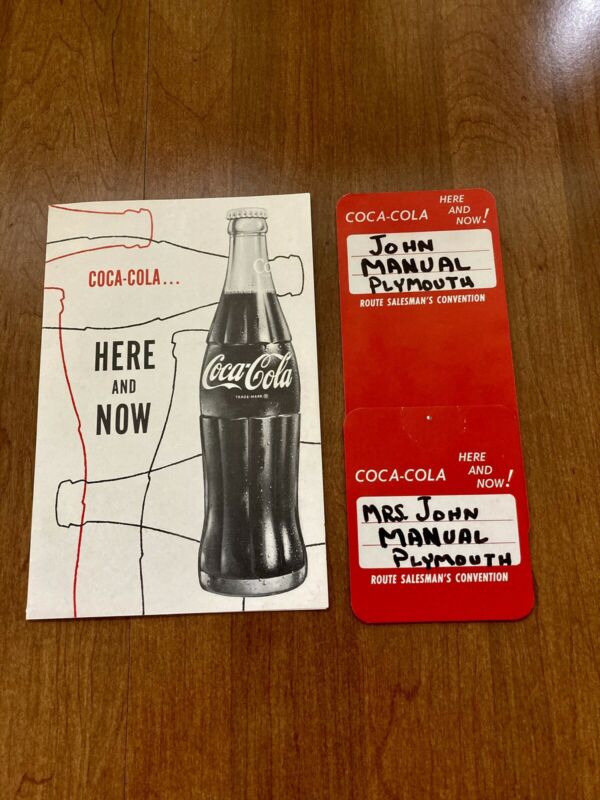 COCA-COLA...
HERE
AND
NOW
Co
Coca-Cola
TRADE-MARK ®
COCA-COLA HERE AND NOW!
JOHN
MANUAL
PLYMOUTH
ROUTE SALESMAN'S CONVENTION
COCA-COLA HERE AND NOW!
MRS. JOHN
MANUAL
PLYMOUTH
ROUTE SALESMAN'S CONVENTION